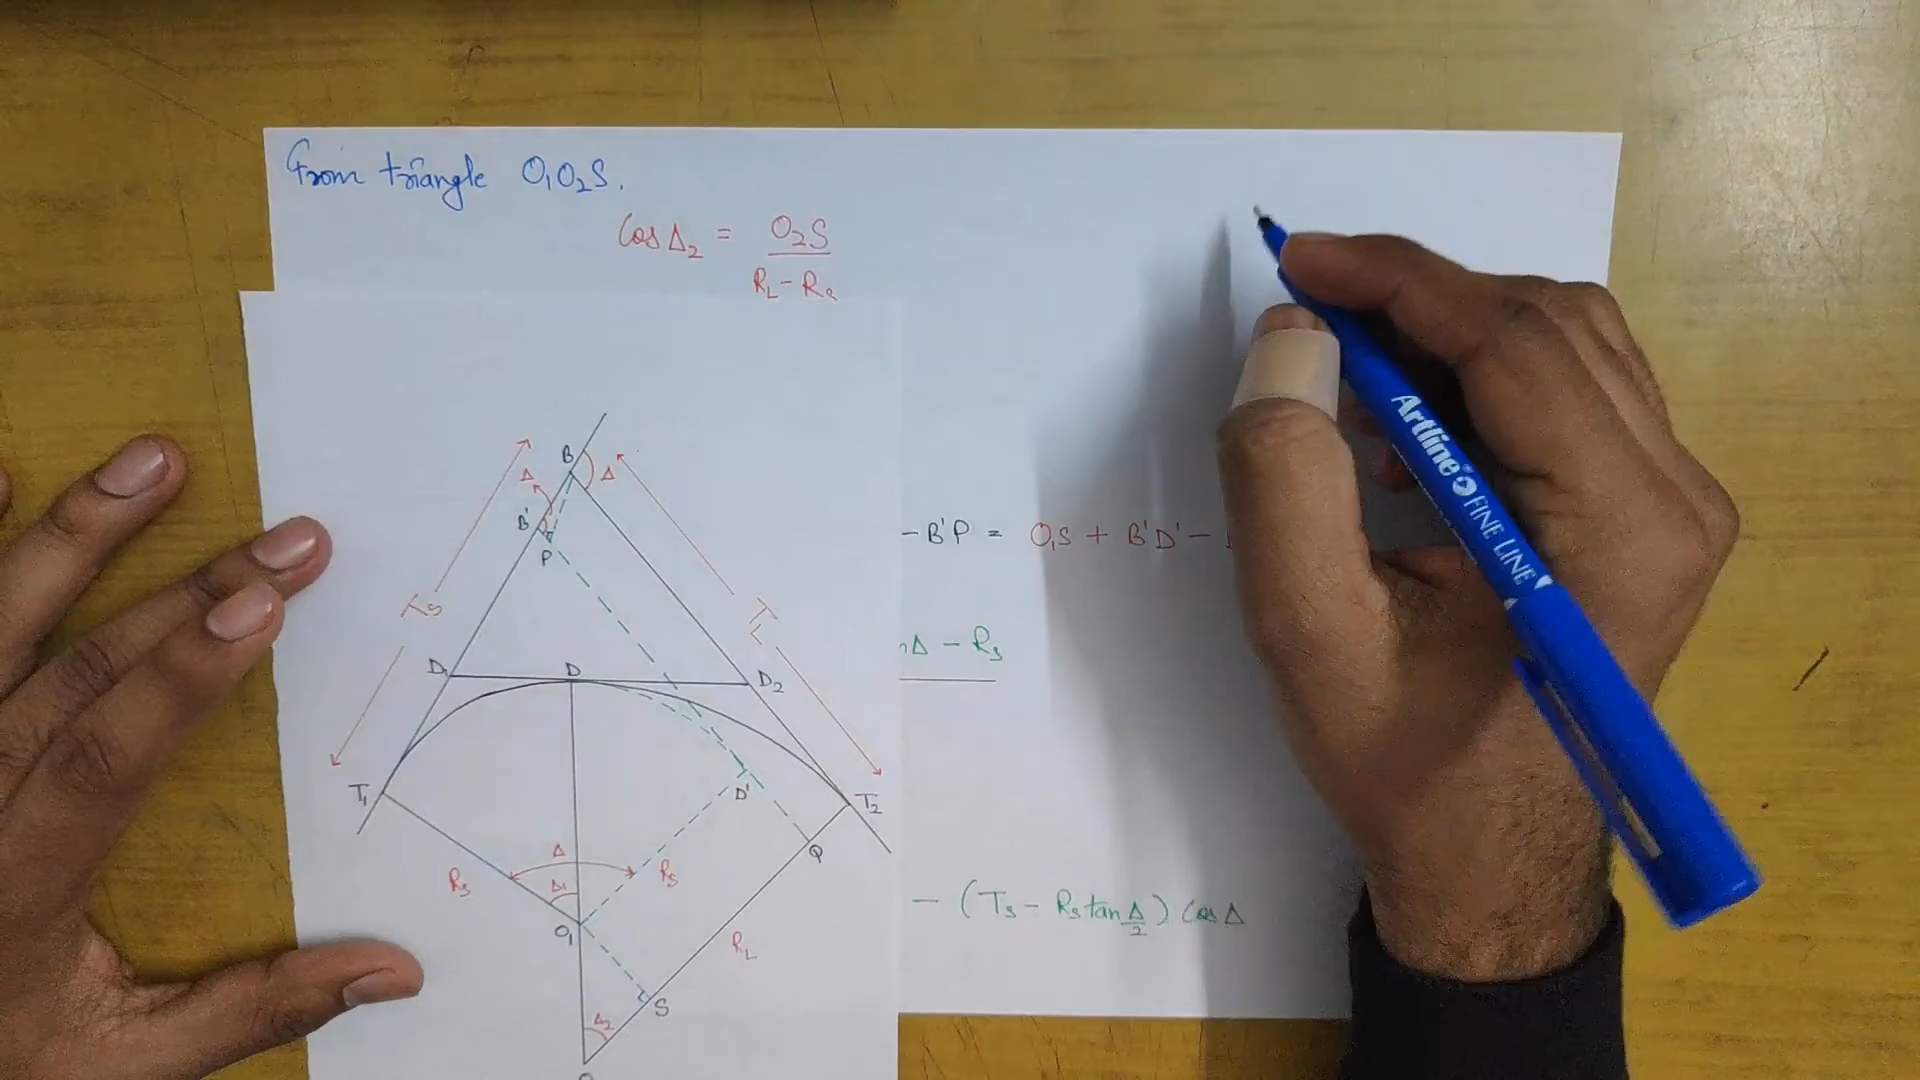 From triangle O₁O₂S.
Cos Δ₂ = O₂S / R_L - R_S
B
Δ
Δ
B'
P
T_S
T_L
- B'P = O₁S + B'D' -
Δ - R_S
D₁
D
D₂
D'
T₁
T₂
Q
Δ
R_S
Δ₁
R_S
- (T_S - R_S tan Δ/2) Cos Δ
O₁
R_L
S
Δ₂
Artline FINE LINE